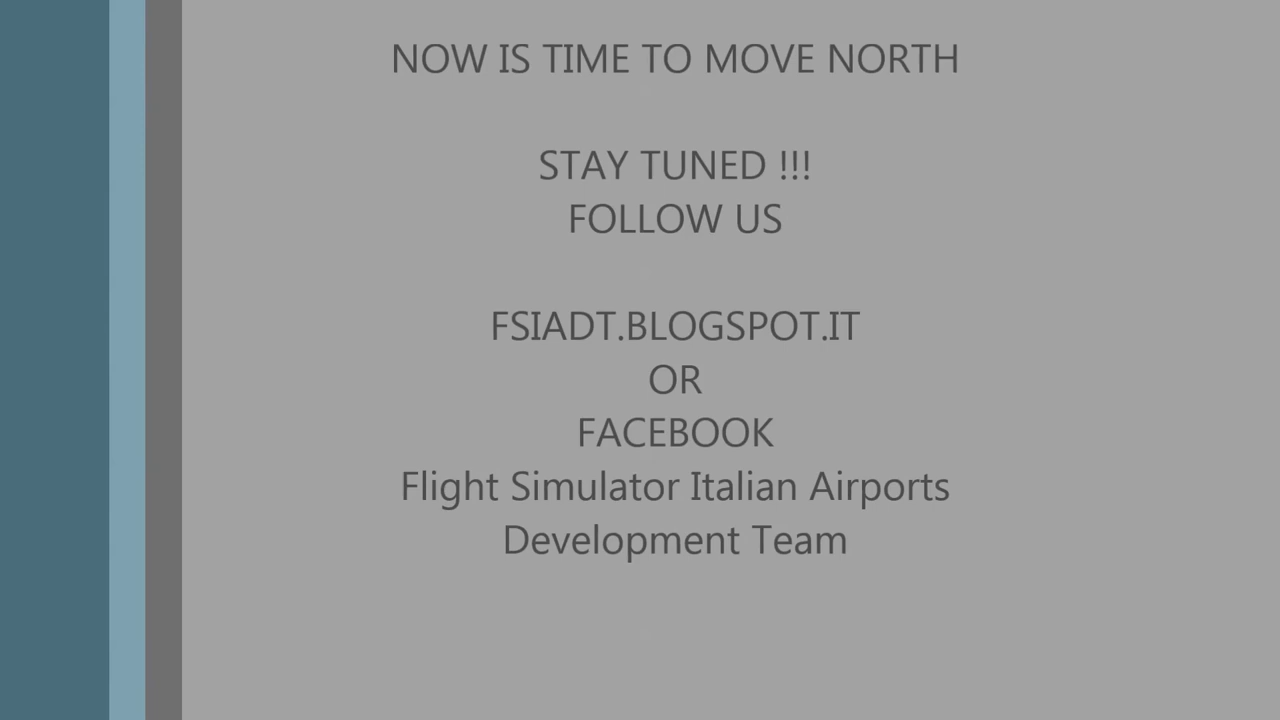 NOW IS TIME TO MOVE NORTH
STAY TUNED !!!
FOLLOW US
FSIADT.BLOGSPOT.IT
OR
FACEBOOK
Flight Simulator Italian Airports
Development Team